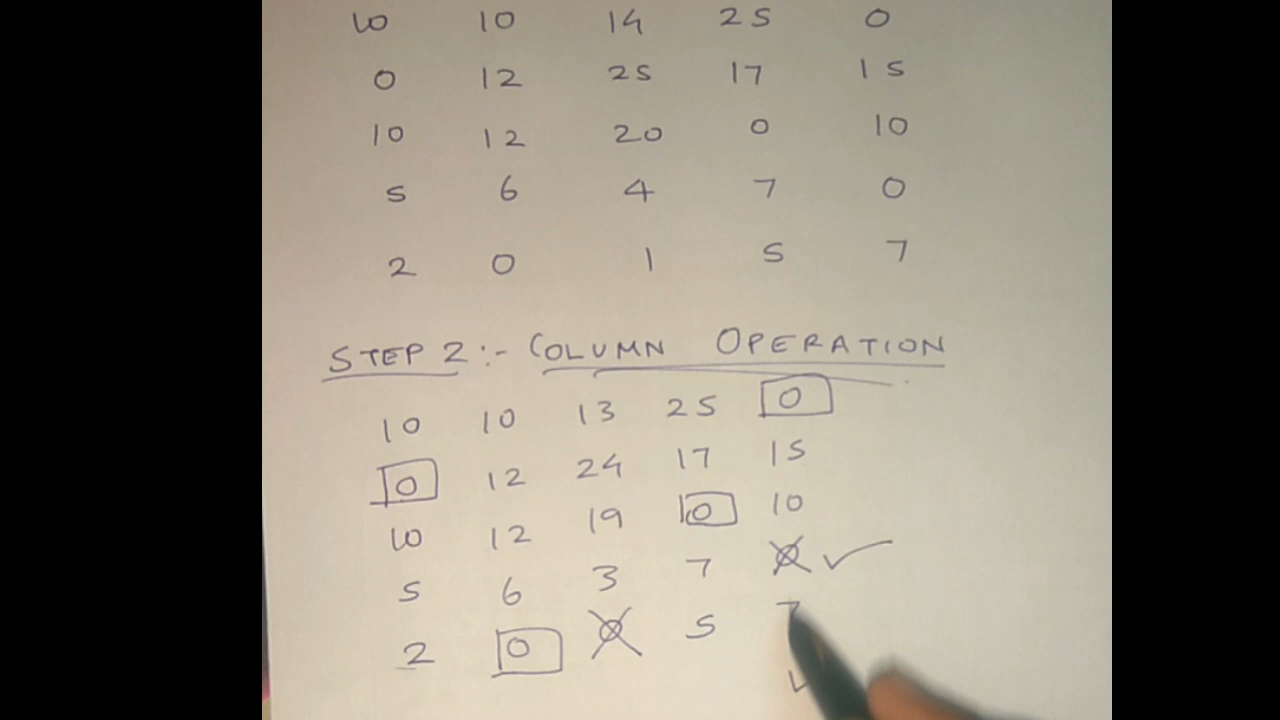 10 10 14 25 0
0 12 25 17 15
10 12 20 0 10
5 6 4 7 0
2 0 1 5 7
STEP 2:- COLUMN OPERATION
10 10 13 25 0
0 12 24 17 15
10 12 19 0 10
5 6 3 7 0 ✓
2 0 0 5 7